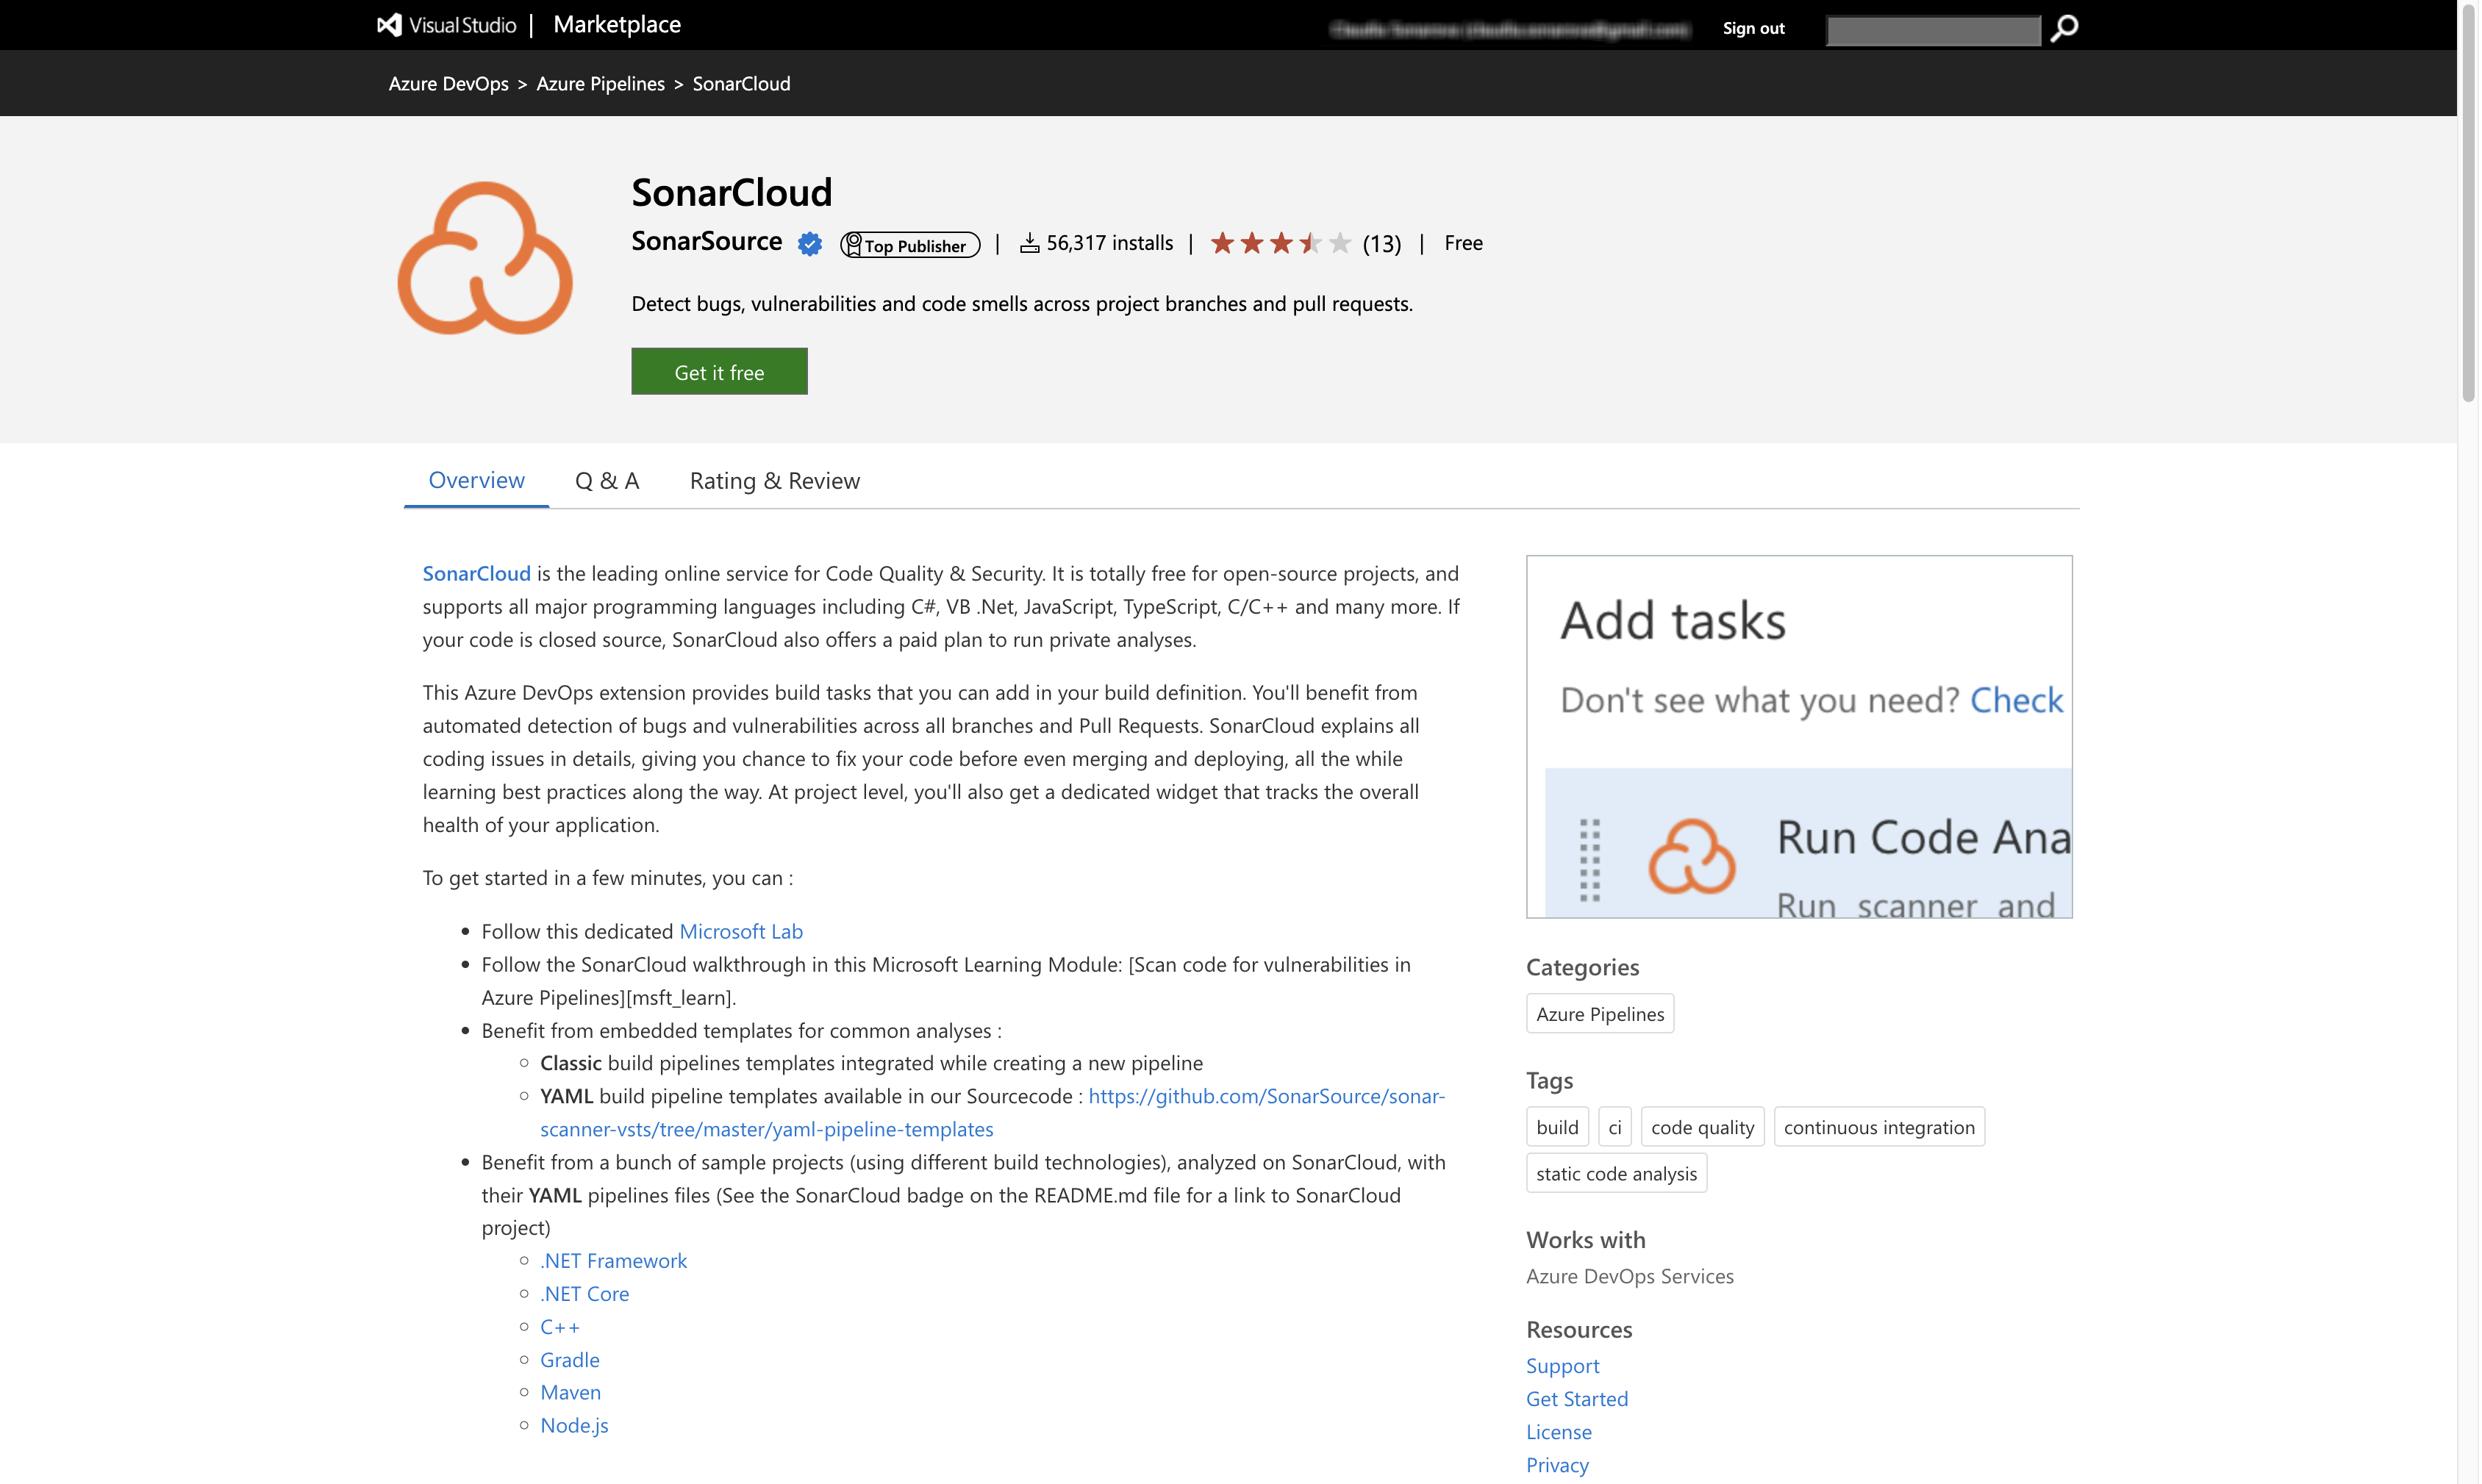 Visual Studio | Marketplace
Sign out
Azure DevOps > Azure Pipelines > SonarCloud
SonarCloud
SonarSource Top Publisher | 56,317 installs | (13) | Free
Detect bugs, vulnerabilities and code smells across project branches and pull requests.
Get it free
Overview Q & A Rating & Review
SonarCloud is the leading online service for Code Quality & Security. It is totally free for open-source projects, and
supports all major programming languages including C#, VB .Net, JavaScript, TypeScript, C/C++ and many more. If
your code is closed source, SonarCloud also offers a paid plan to run private analyses.
This Azure DevOps extension provides build tasks that you can add in your build definition. You'll benefit from
automated detection of bugs and vulnerabilities across all branches and Pull Requests. SonarCloud explains all
coding issues in details, giving you chance to fix your code before even merging and deploying, all the while
learning best practices along the way. At project level, you'll also get a dedicated widget that tracks the overall
health of your application.
To get started in a few minutes, you can :
Follow this dedicated Microsoft Lab
Follow the SonarCloud walkthrough in this Microsoft Learning Module: [Scan code for vulnerabilities in
Azure Pipelines][msft_learn].
Benefit from embedded templates for common analyses :
Classic build pipelines templates integrated while creating a new pipeline
YAML build pipeline templates available in our Sourcecode : https://github.com/SonarSource/sonar-
scanner-vsts/tree/master/yaml-pipeline-templates
Benefit from a bunch of sample projects (using different build technologies), analyzed on SonarCloud, with
their YAML pipelines files (See the SonarCloud badge on the README.md file for a link to SonarCloud
project)
.NET Framework
.NET Core
C++
Gradle
Maven
Node.js
Add tasks
Don't see what you need? Check
Run Code Ana
Run scanner and
Categories
Azure Pipelines
Tags
build ci code quality continuous integration
static code analysis
Works with
Azure DevOps Services
Resources
Support
Get Started
License
Privacy